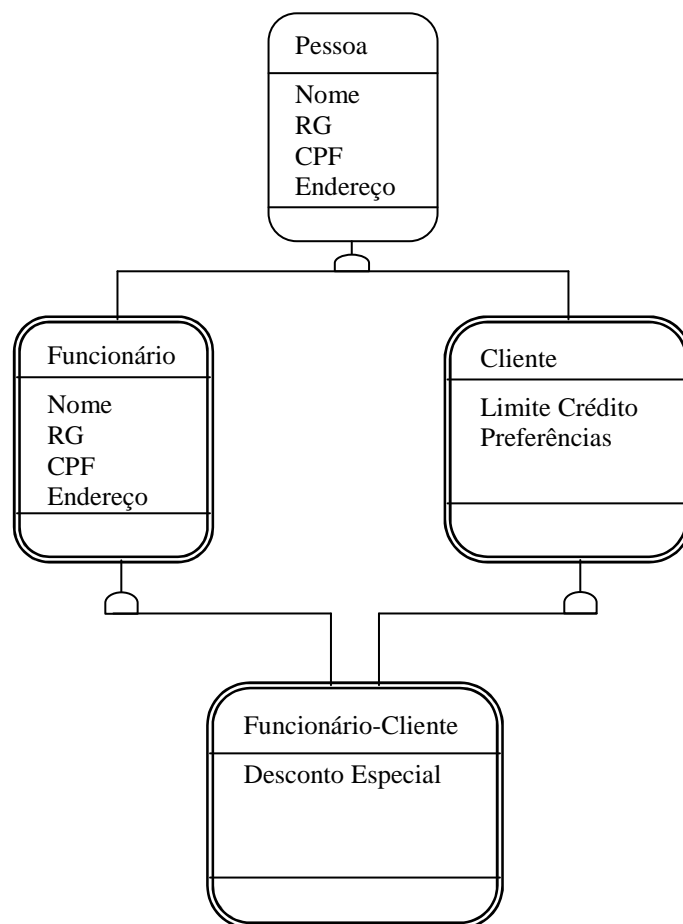 Pessoa
Nome
RG
CPF
Endereço
Funcionário
Nome
RG
CPF
Endereço
Cliente
Limite Crédito
Preferências
Funcionário-Cliente
Desconto Especial